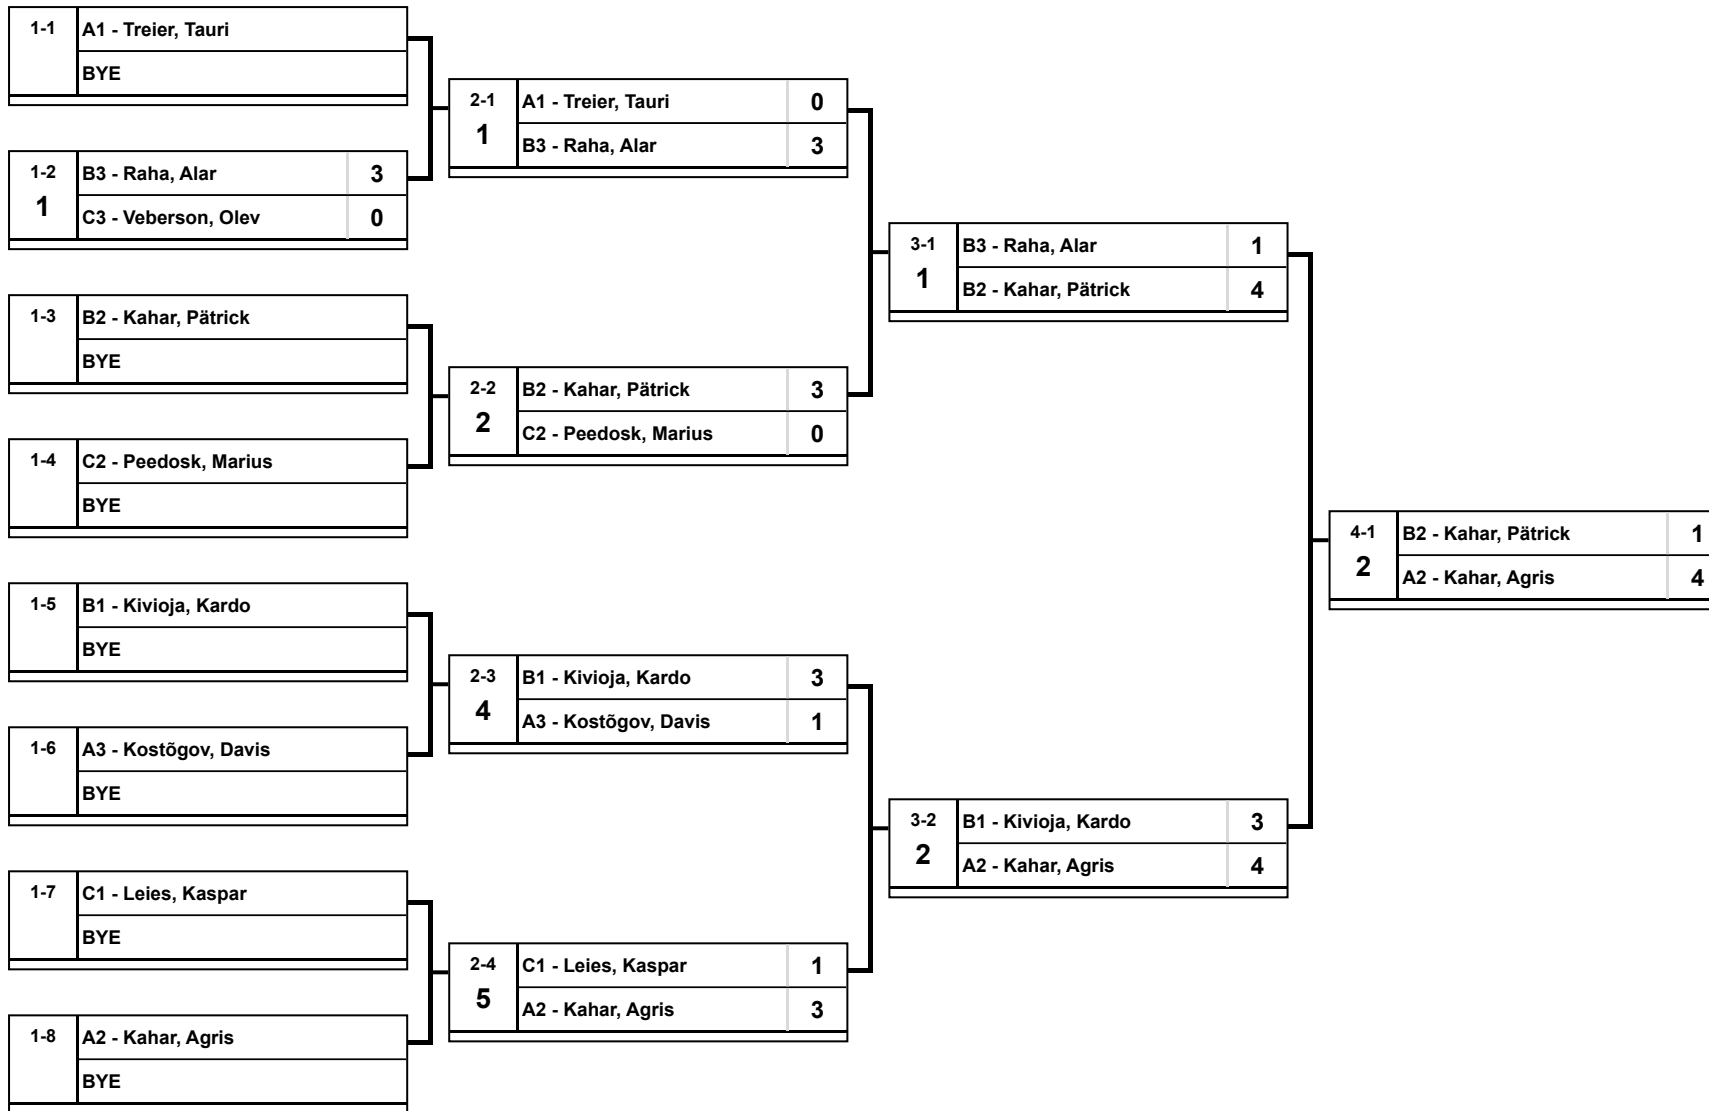 1-1 A1 - Treier, Tauri
BYE
1-2 B3 - Raha, Alar 3
1 C3 - Veberson, Olev 0
1-3 B2 - Kahar, Pätrick
BYE
1-4 C2 - Peedosk, Marius
BYE
1-5 B1 - Kivioja, Kardo
BYE
1-6 A3 - Kostõgov, Davis
BYE
1-7 C1 - Leies, Kaspar
BYE
1-8 A2 - Kahar, Agris
BYE
2-1 A1 - Treier, Tauri 0
1 B3 - Raha, Alar 3
2-2 B2 - Kahar, Pätrick 3
2 C2 - Peedosk, Marius 0
2-3 B1 - Kivioja, Kardo 3
4 A3 - Kostõgov, Davis 1
2-4 C1 - Leies, Kaspar 1
5 A2 - Kahar, Agris 3
3-1 B3 - Raha, Alar 1
1 B2 - Kahar, Pätrick 4
3-2 B1 - Kivioja, Kardo 3
2 A2 - Kahar, Agris 4
4-1 B2 - Kahar, Pätrick 1
2 A2 - Kahar, Agris 4